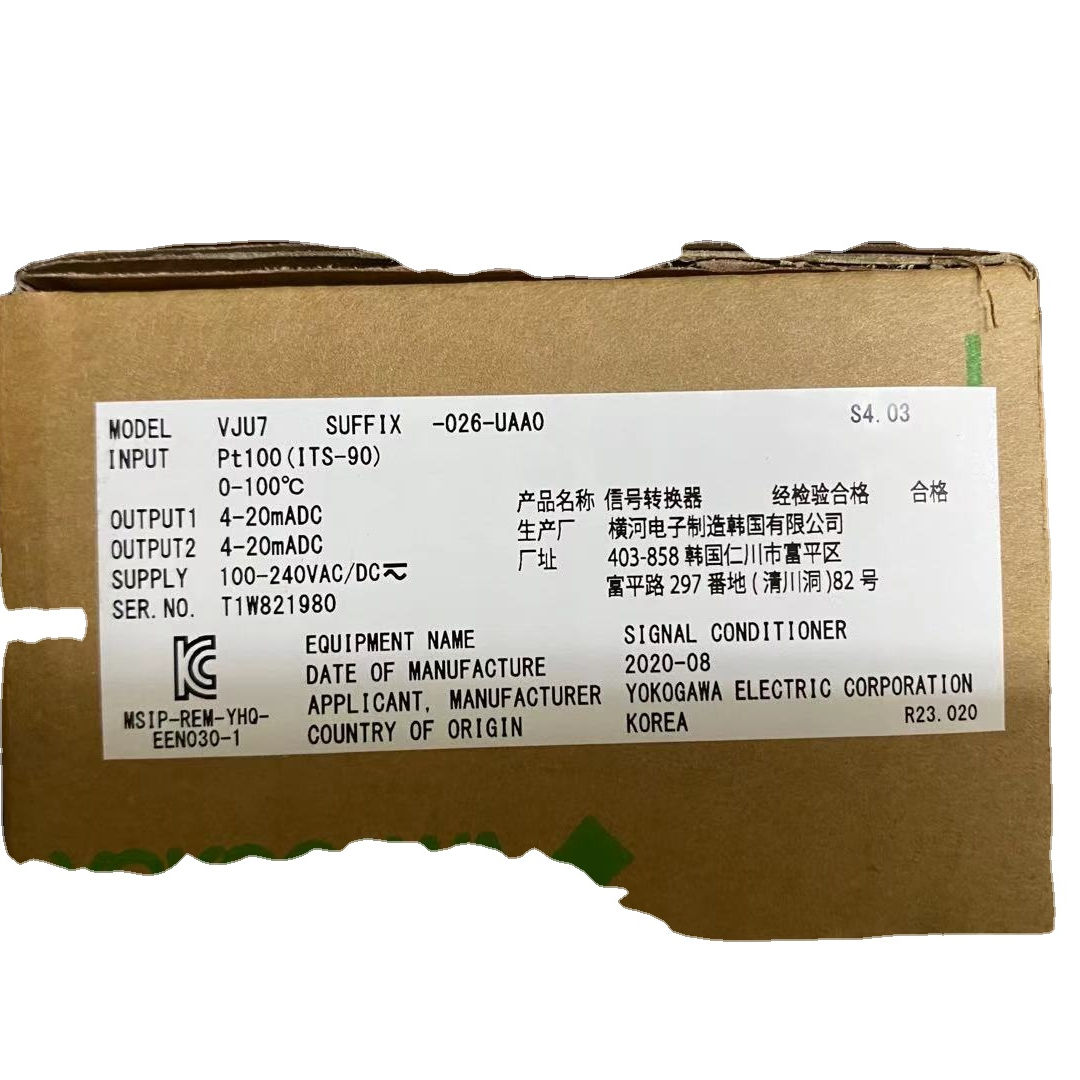 MODEL VJU7 SUFFIX -026-UAA0 S4.03
INPUT Pt100(ITS-90)
0-100℃
产品名称 信号转换器 经检验合格 合格
OUTPUT1 4-20mADC
生产厂 横河电子制造韩国有限公司
OUTPUT2 4-20mADC
厂址 403-858 韩国仁川市富平区
SUPPLY 100-240VAC/DC
富平路 297 番地 ( 清川洞 )82 号
SER. NO. T1W821980
EQUIPMENT NAME SIGNAL CONDITIONER
DATE OF MANUFACTURE 2020-08
APPLICANT, MANUFACTURER YOKOGAWA ELECTRIC CORPORATION
COUNTRY OF ORIGIN KOREA
MSIP-REM-YHQ-
EEN030-1
R23.020